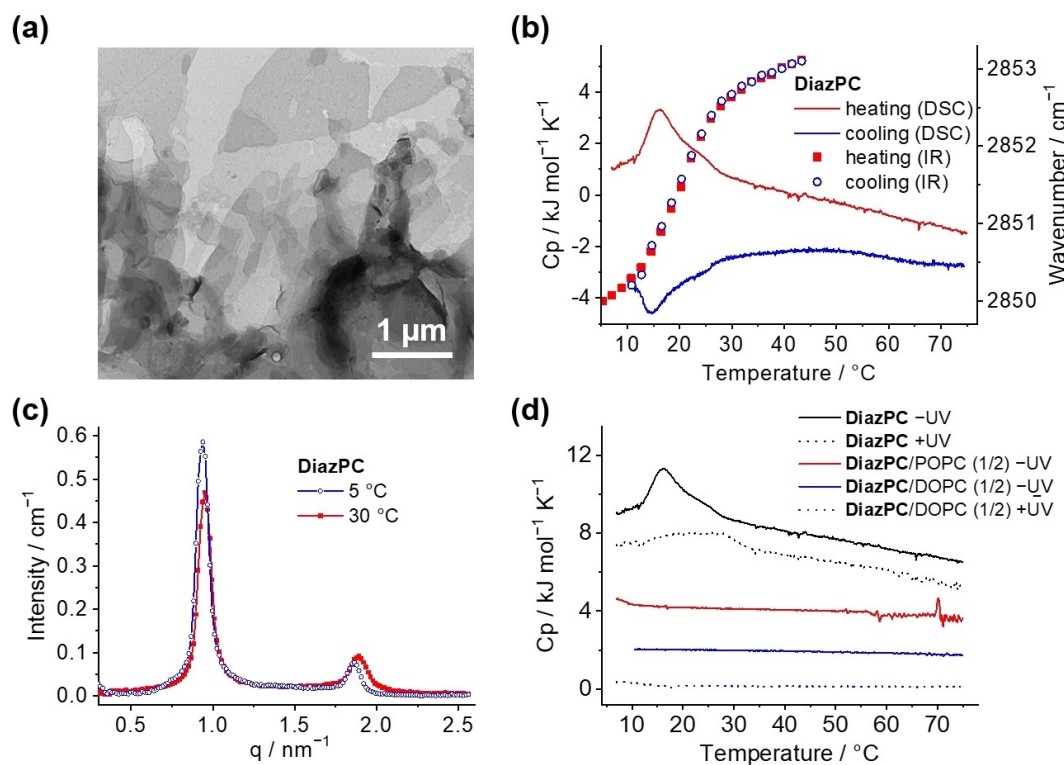 (a)
1 μm
(b)
DiazPC
heating (DSC)
cooling (DSC)
heating (IR)
cooling (IR)
4
2
0
-2
-4
Cp / kJ mol⁻¹ K⁻¹
2853
2852
2851
2850
Wavenumber / cm⁻¹
10 20 30 40 50 60 70
Temperature / °C
(c)
DiazPC
5 °C
30 °C
0.6
0.5
0.4
0.3
0.2
0.1
0.0
Intensity / cm⁻¹
0.5 1.0 1.5 2.0 2.5
q / nm⁻¹
(d)
DiazPC −UV
DiazPC +UV
DiazPC/POPC (1/2) −UV
DiazPC/DOPC (1/2) −UV
DiazPC/DOPC (1/2) +UV
12
8
4
0
Cp / kJ mol⁻¹ K⁻¹
10 20 30 40 50 60 70
Temperature / °C